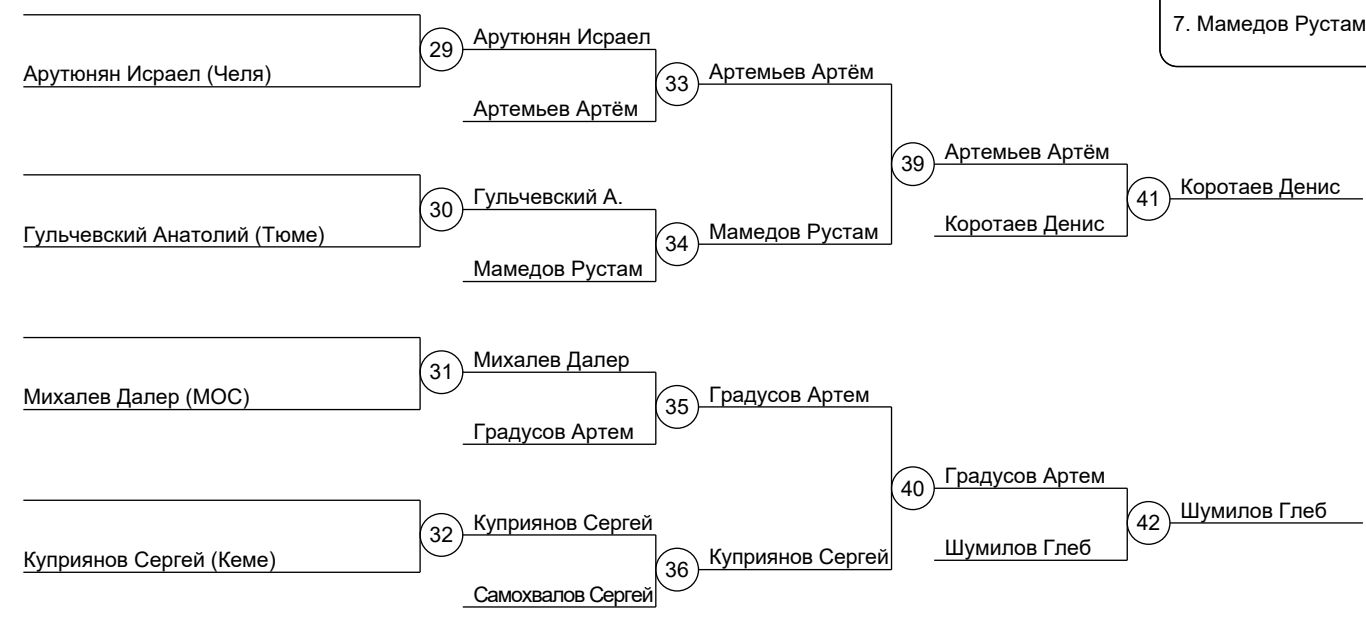 7. Мамедов Рустам
29
Арутюнян Исраел
Арутюнян Исраел (Челя)
33
Артемьев Артём
Артемьев Артём
39
Артемьев Артём
30
Гульчевский А.
41
Коротаев Денис
Гульчевский Анатолий (Тюме)
34
Мамедов Рустам
Коротаев Денис
Мамедов Рустам
31
Михалев Далер
Михалев Далер (МОС)
35
Градусов Артем
Градусов Артем
40
Градусов Артем
32
Куприянов Сергей
42
Шумилов Глеб
Куприянов Сергей (Кеме)
36
Куприянов Сергей
Шумилов Глеб
Самохвалов Сергей